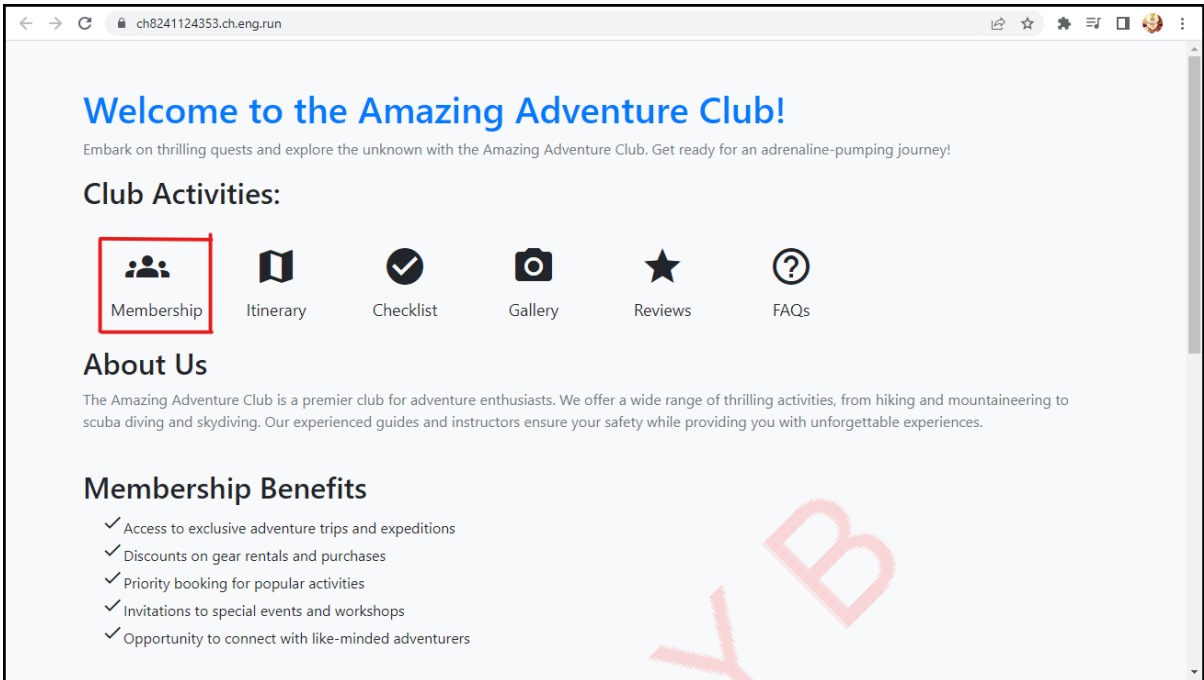 ch8241124353.ch.eng.run
Welcome to the Amazing Adventure Club!
Embark on thrilling quests and explore the unknown with the Amazing Adventure Club. Get ready for an adrenaline-pumping journey!
Club Activities:
Membership Itinerary Checklist Gallery Reviews FAQs
About Us
The Amazing Adventure Club is a premier club for adventure enthusiasts. We offer a wide range of thrilling activities, from hiking and mountaineering to
scuba diving and skydiving. Our experienced guides and instructors ensure your safety while providing you with unforgettable experiences.
Membership Benefits
Access to exclusive adventure trips and expeditions
Discounts on gear rentals and purchases
Priority booking for popular activities
Invitations to special events and workshops
Opportunity to connect with like-minded adventurers
Y B